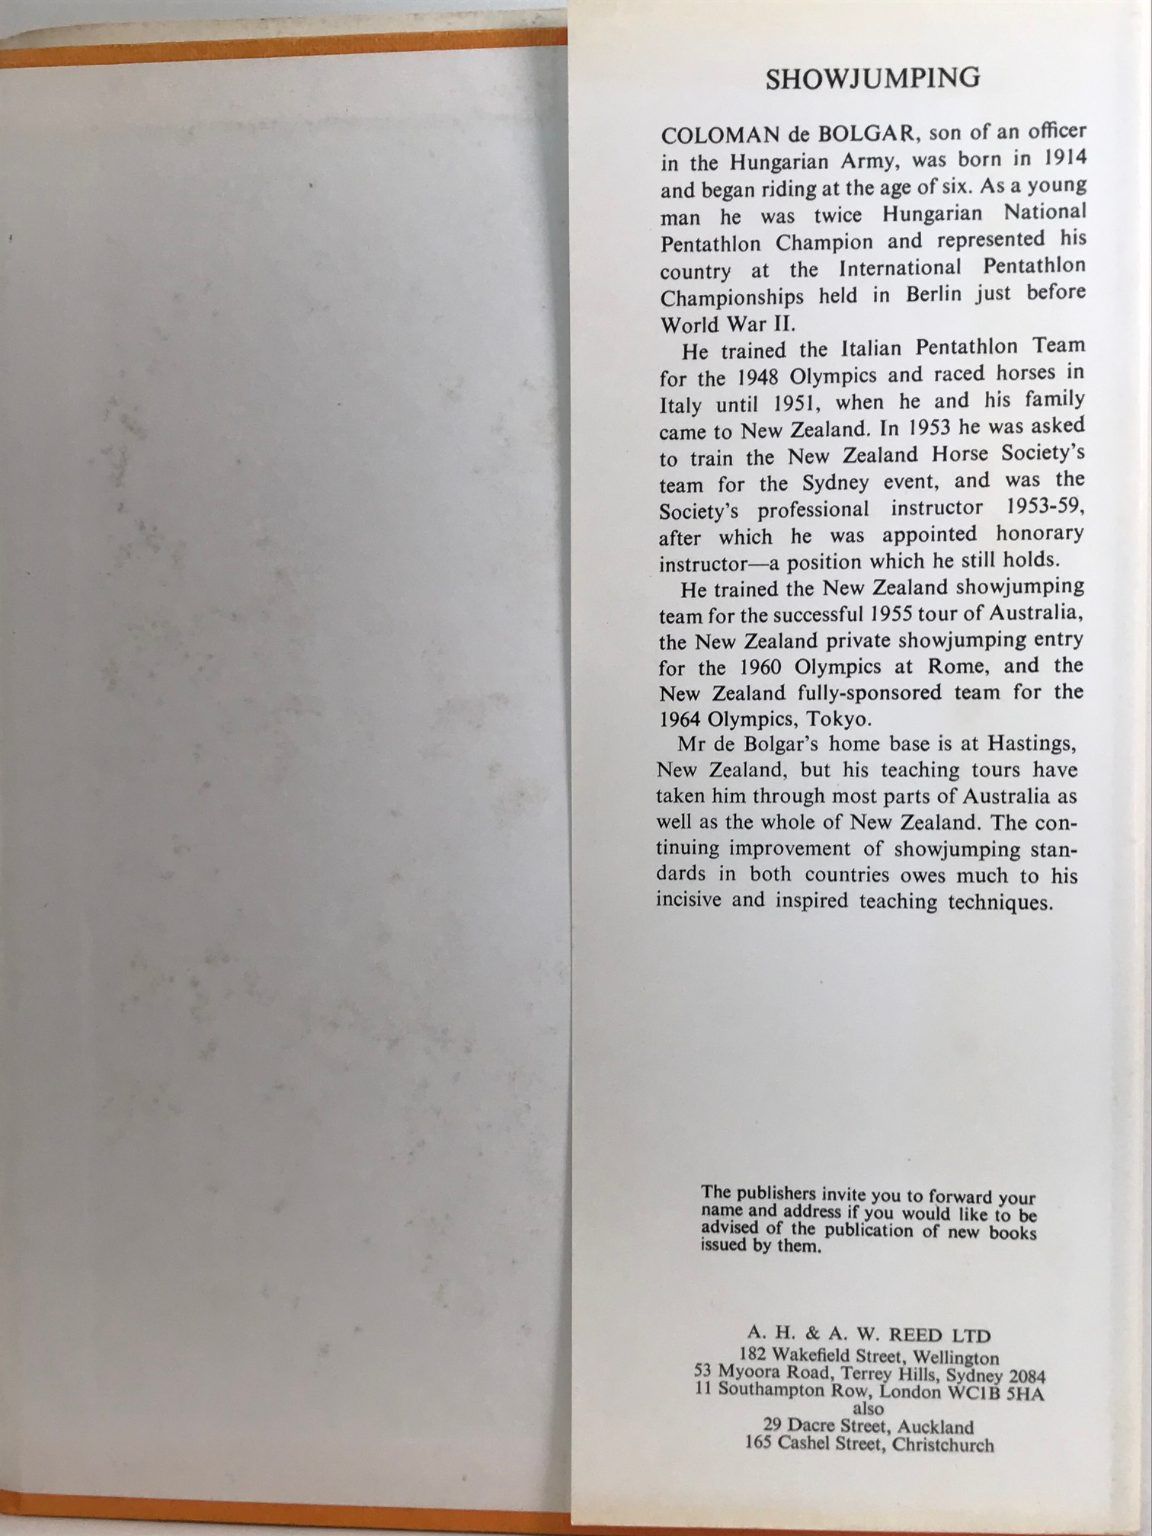 SHOWJUMPING
COLOMAN de BOLGAR, son of an officer
in the Hungarian Army, was born in 1914
and began riding at the age of six. As a young
man he was twice Hungarian National
Pentathlon Champion and represented his
country at the International Pentathlon
Championships held in Berlin just before
World War II.
He trained the Italian Pentathlon Team
for the 1948 Olympics and raced horses in
Italy until 1951, when he and his family
came to New Zealand. In 1953 he was asked
to train the New Zealand Horse Society's
team for the Sydney event, and was the
Society's professional instructor 1953-59,
after which he was appointed honorary
instructor—a position which he still holds.
He trained the New Zealand showjumping
team for the successful 1955 tour of Australia,
the New Zealand private showjumping entry
for the 1960 Olympics at Rome, and the
New Zealand fully-sponsored team for the
1964 Olympics, Tokyo.
Mr de Bolgar's home base is at Hastings,
New Zealand, but his teaching tours have
taken him through most parts of Australia as
well as the whole of New Zealand. The con-
tinuing improvement of showjumping stan-
dards in both countries owes much to his
incisive and inspired teaching techniques.
The publishers invite you to forward your
name and address if you would like to be
advised of the publication of new books
issued by them.
A. H. & A. W. REED LTD
182 Wakefield Street, Wellington
53 Myoora Road, Terrey Hills, Sydney 2084
11 Southampton Row, London WC1B 5HA
also
29 Dacre Street, Auckland
165 Cashel Street, Christchurch